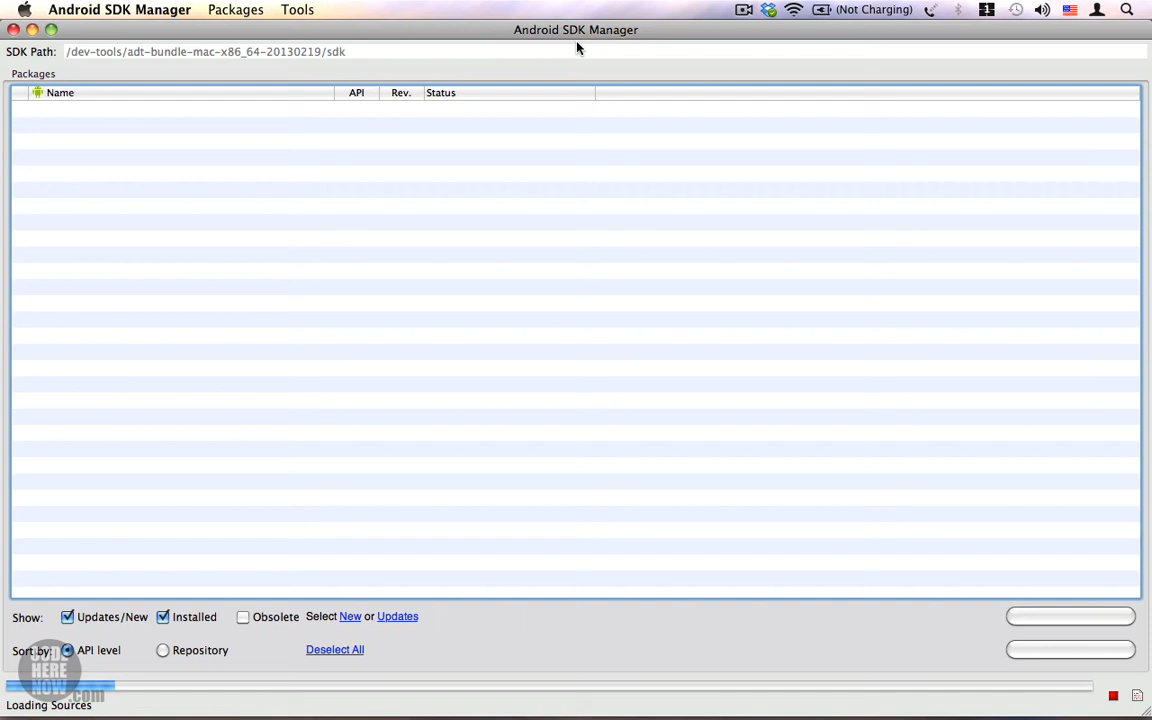 Android SDK Manager Packages Tools (Not Charging)
Android SDK Manager
SDK Path: /dev-tools/adt-bundle-mac-x86_64-20130219/sdk
Packages
Name API Rev. Status
Show: Updates/New Installed Obsolete Select New or Updates
Sort by: API level Repository Deselect All
CODE
HERE
NOW
.com
Loading Sources